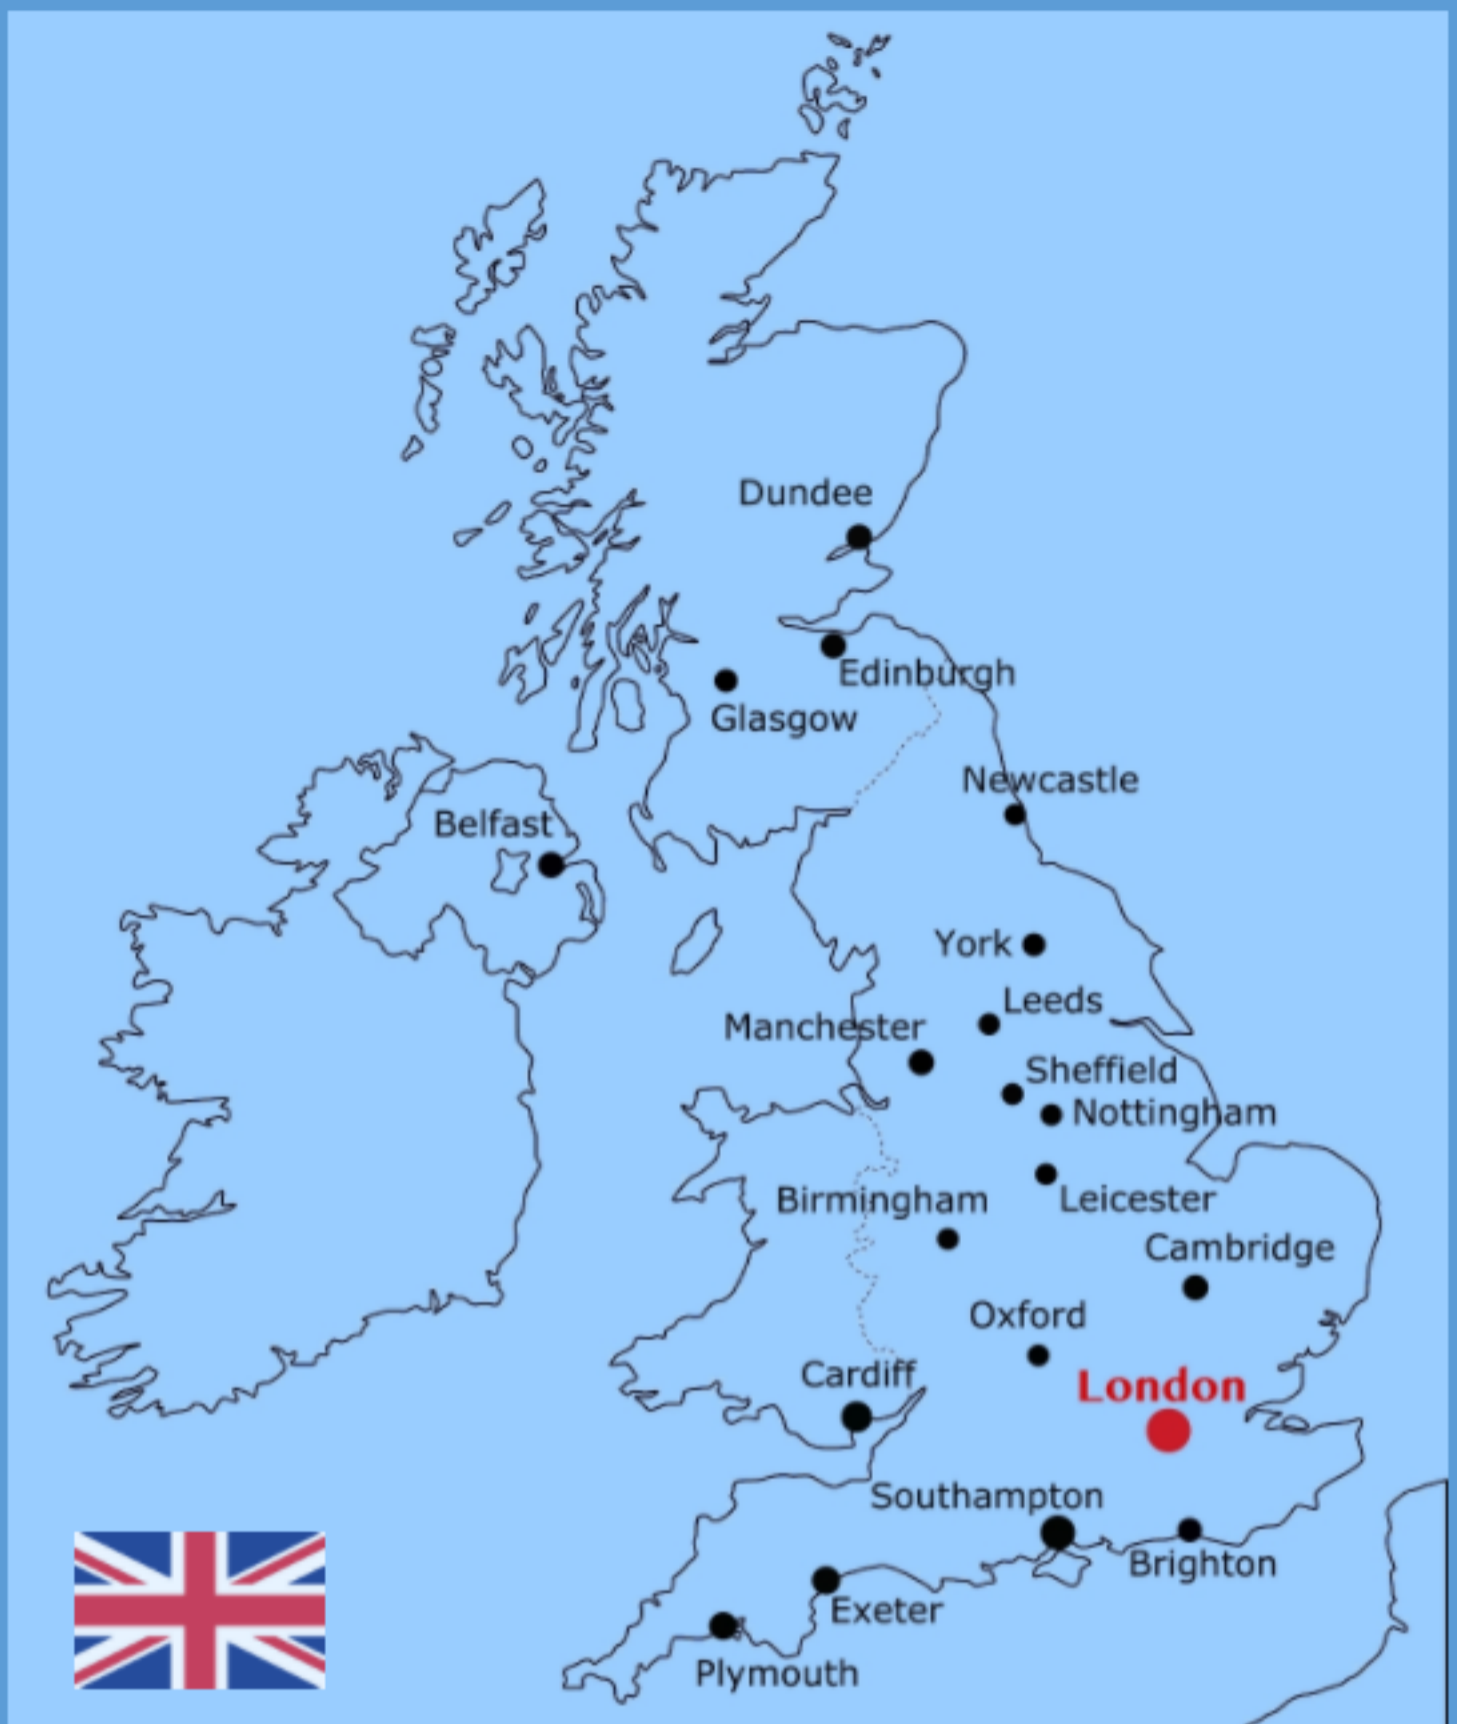 Dundee
Edinburgh
Glasgow
Newcastle
Belfast
York
Leeds
Manchester
Sheffield
Nottingham
Birmingham
Leicester
Cambridge
Oxford
Cardiff
London
Southampton
Brighton
Exeter
Plymouth